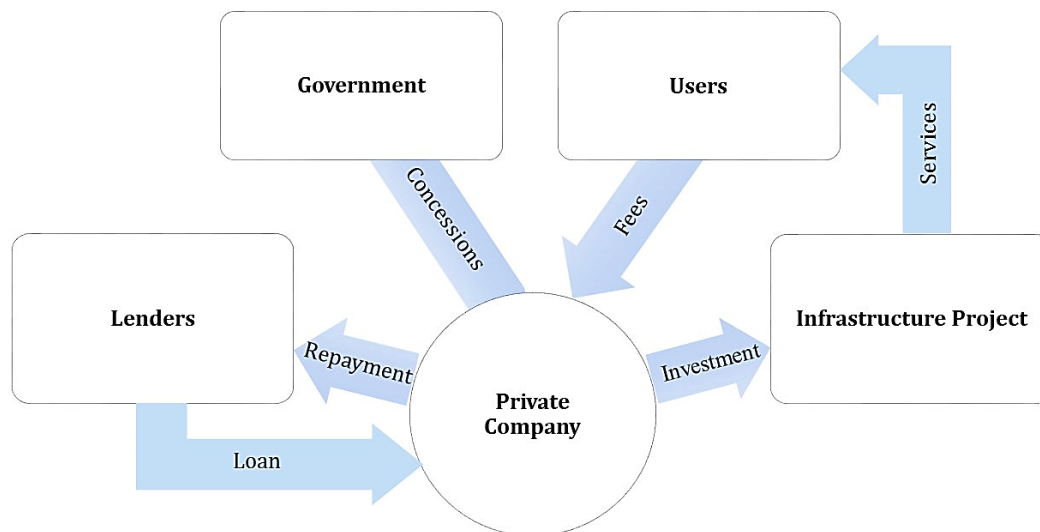 Government
Users
Services
Concessions
Fees
Lenders
Infrastructure Project
Repayment
Investment
Private
Company
Loan